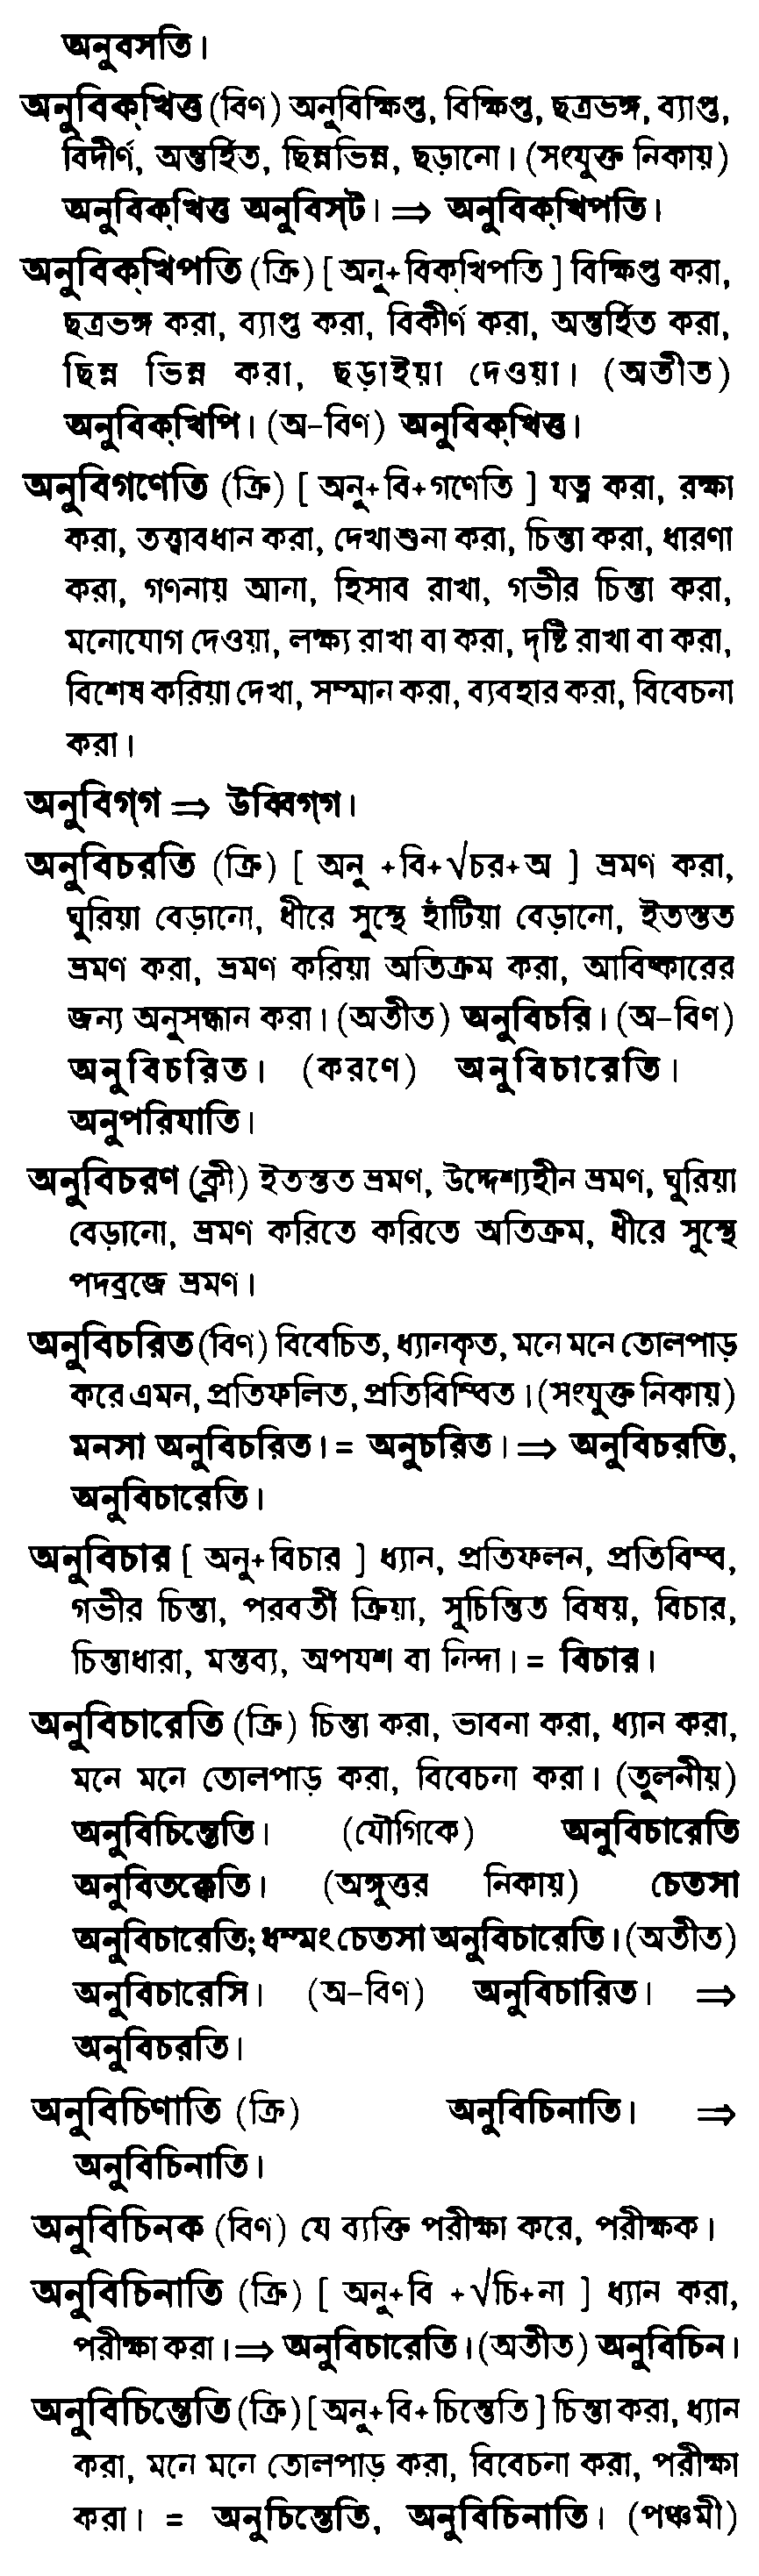 অনুবসতি।
অনুবিক্‌খিত্ত (বিণ) অনুবিক্ষিপ্ত, বিক্ষিপ্ত, ছত্রভঙ্গ, ব্যাপ্ত,
বিদীর্ণ, অন্তর্হিত, ছিন্নভিন্ন, ছড়ানো। (সংযুক্ত নিকায়)
অনুবিক্‌খিত্ত অনুবিস্‌ট। ⇒ অনুবিক্‌খিপতি।
অনুবিক্‌খিপতি (ক্রি) [ অনু+ বিক্‌খিপতি ] বিক্ষিপ্ত করা,
ছত্রভঙ্গ করা, ব্যাপ্ত করা, বিকীর্ণ করা, অন্তর্হিত করা,
ছিন্ন ভিন্ন করা, ছড়াইয়া দেওয়া। (অতীত)
অনুবিক্‌খিপি। (অ-বিণ) অনুবিক্‌খিত্ত।
অনুবিগণেতি (ক্রি) [ অনু+ বি+গণেতি ] যত্ন করা, রক্ষা
করা, তত্ত্বাবধান করা, দেখাশুনা করা, চিন্তা করা, ধারণা
করা, গণনায় আনা, হিসাব রাখা, গভীর চিন্তা করা,
মনোযোগ দেওয়া, লক্ষ্য রাখা বা করা, দৃষ্টি রাখা বা করা,
বিশেষ করিয়া দেখা, সম্মান করা, ব্যবহার করা, বিবেচনা
করা।
অনুবিগ্‌গ ⇒ উব্বিগ্‌গ।
অনুবিচরতি (ক্রি) [ অনু +বি+√চর+অ ] ভ্রমণ করা,
ঘুরিয়া বেড়ানো, ধীরে সুস্থে হাঁটিয়া বেড়ানো, ইতস্তত
ভ্রমণ করা, ভ্রমণ করিয়া অতিক্রম করা, আবিষ্কারের
জন্য অনুসন্ধান করা। (অতীত) অনুবিচরি। (অ-বিণ)
অনুবিচরিত। (করণে) অনুবিচারেতি।
অনুপরিযাতি।
অনুবিচরণ (ক্লী) ইতস্তত ভ্রমণ, উদ্দেশ্যহীন ভ্রমণ, ঘুরিয়া
বেড়ানো, ভ্রমণ করিতে করিতে অতিক্রম, ধীরে সুস্থে
পদব্রজে ভ্রমণ।
অনুবিচরিত (বিণ) বিবেচিত, ধ্যানকৃত, মনে মনে তোলপাড়
করে এমন, প্রতিফলিত, প্রতিবিম্বিত। (সংযুক্ত নিকায়)
মনসা অনুবিচরিত। = অনুচরিত। ⇒ অনুবিচরতি,
অনুবিচারেতি।
অনুবিচার [ অনু+ বিচার ] ধ্যান, প্রতিফলন, প্রতিবিম্ব,
গভীর চিন্তা, পরবর্তী ক্রিয়া, সুচিন্তিত বিষয়, বিচার,
চিন্তাধারা, মন্তব্য, অপযশ বা নিন্দা। = বিচার।
অনুবিচারেতি (ক্রি) চিন্তা করা, ভাবনা করা, ধ্যান করা,
মনে মনে তোলপাড় করা, বিবেচনা করা। (তুলনীয়)
অনুবিচিন্তেতি। (যৌগিকে) অনুবিচারেতি
অনুবিতক্কেতি। (অঙ্গুত্তর নিকায়) চেতসা
অনুবিচারেতি; ধম্মং চেতসা অনুবিচারেতি। (অতীত)
অনুবিচারেসি। (অ-বিণ) অনুবিচারিত। ⇒
অনুবিচরতি।
অনুবিচিণাতি (ক্রি) অনুবিচিনাতি। ⇒
অনুবিচিনাতি।
অনুবিচিনক (বিণ) যে ব্যক্তি পরীক্ষা করে, পরীক্ষক।
অনুবিচিনাতি (ক্রি) [ অনু+বি +√চি+না ] ধ্যান করা,
পরীক্ষা করা। ⇒ অনুবিচারেতি। (অতীত) অনুবিচিন।
অনুবিচিন্তেতি (ক্রি) [ অনু+ বি+ চিন্তেতি ] চিন্তা করা, ধ্যান
করা, মনে মনে তোলপাড় করা, বিবেচনা করা, পরীক্ষা
করা। = অনুচিন্তেতি, অনুবিচিনাতি। (পঞ্চমী)